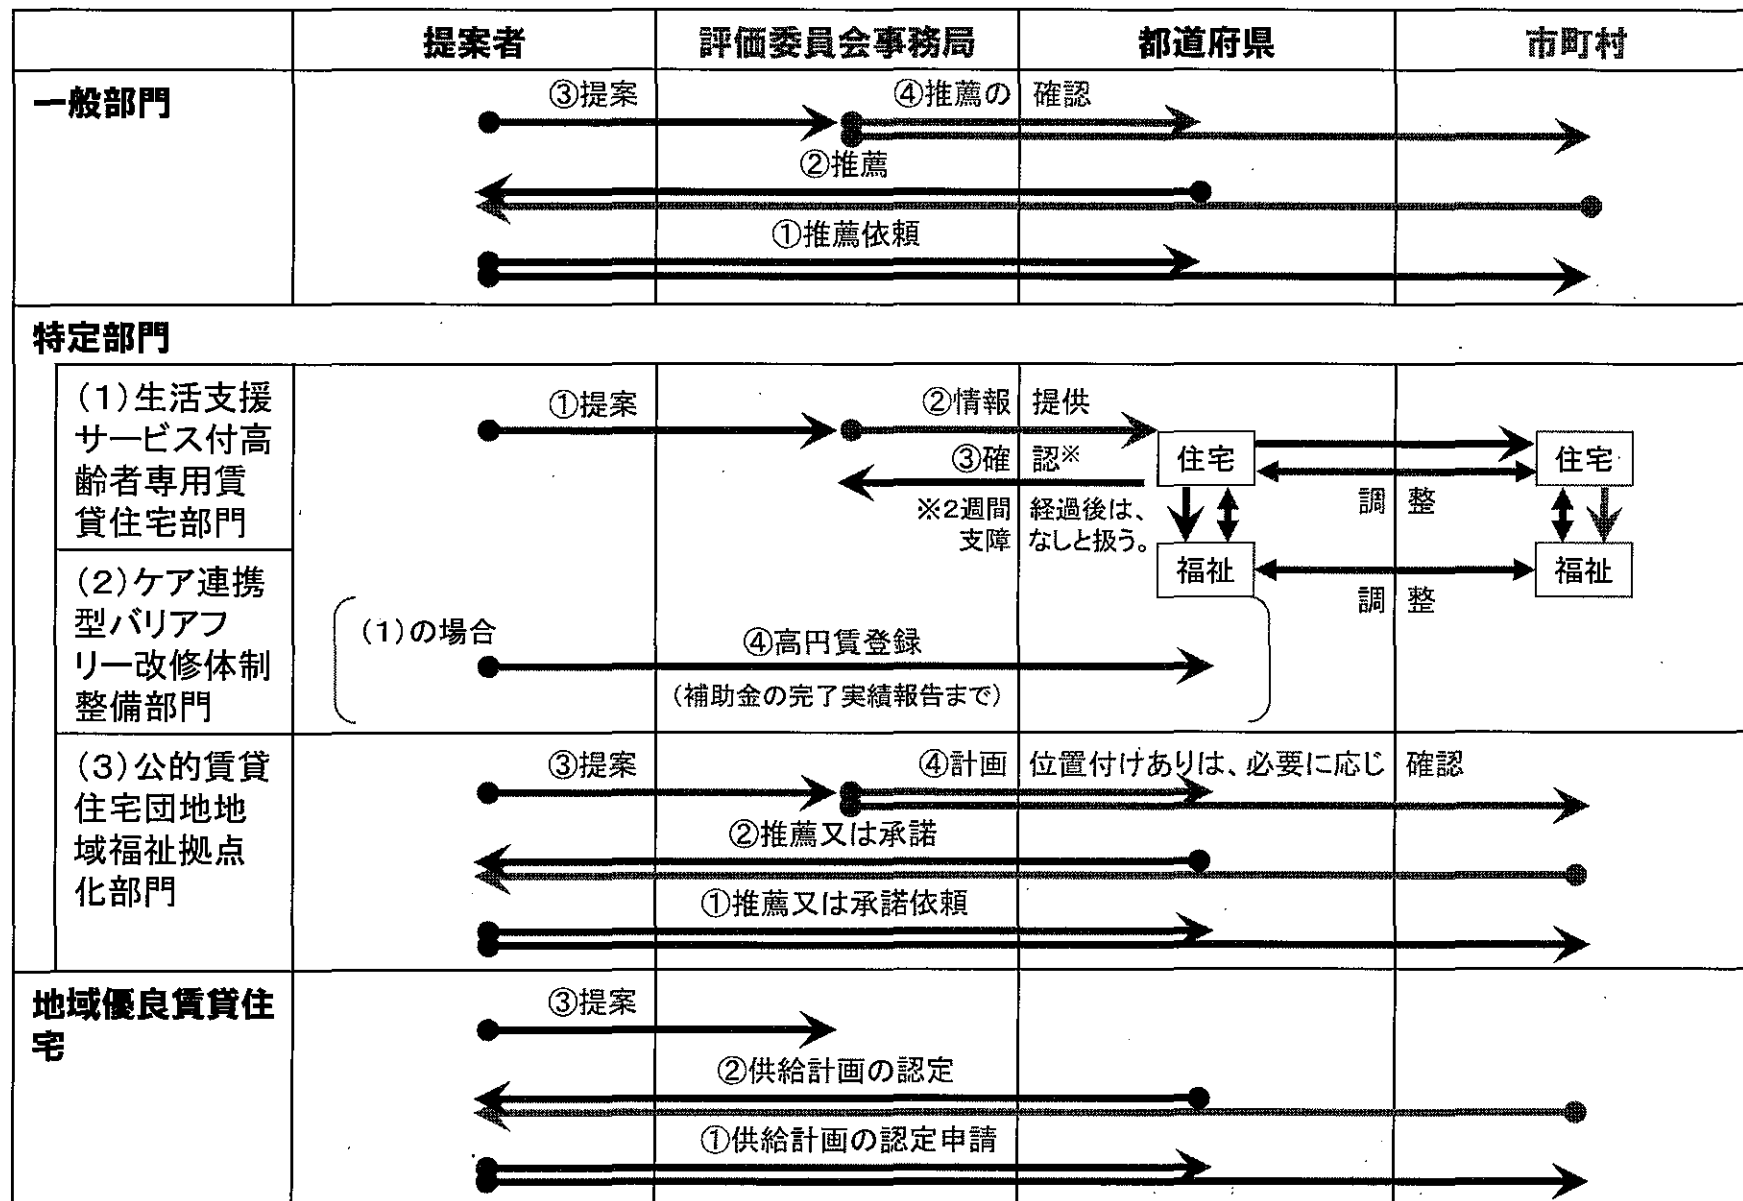 提案者 評価委員会事務局 都道府県 市町村
一般部門
③提案 ④推薦の 確認
②推薦
①推薦依頼
特定部門
(1)生活支援
サービス付高
齢者専用賃
貸住宅部門
①提案 ②情報 提供
③確 認※
※2週間 経過後は、
支障 なしと扱う。
住宅 住宅
調 整
福祉 福祉
調 整
(2)ケア連携
型バリアフ
リー改修体制
整備部門
(1)の場合
④高円賃登録
(補助金の完了実績報告まで)
(3)公的賃貸
住宅団地地
域福祉拠点
化部門
③提案 ④計画 位置付けありは、必要に応じ 確認
②推薦又は承諾
①推薦又は承諾依頼
地域優良賃貸住
宅
③提案
②供給計画の認定
①供給計画の認定申請